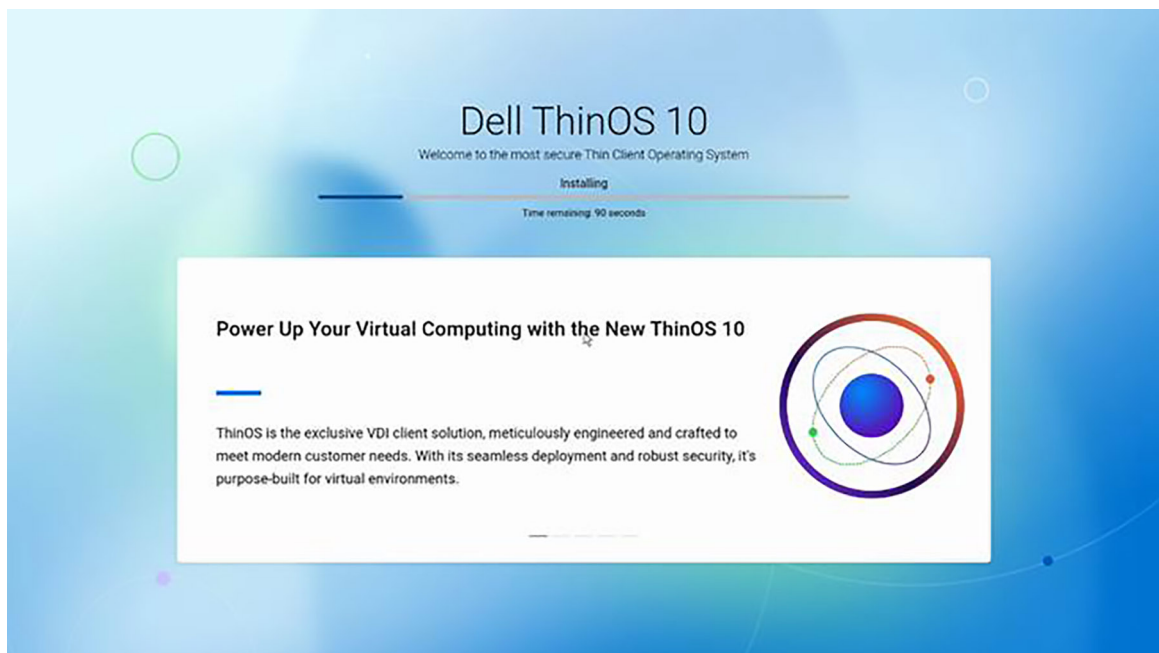 Dell ThinOS 10
Welcome to the most secure Thin Client Operating System
Installing
Time remaining: 90 seconds
Power Up Your Virtual Computing with the New ThinOS 10
ThinOS is the exclusive VDI client solution, meticulously engineered and crafted to
meet modern customer needs. With its seamless deployment and robust security, it's
purpose-built for virtual environments.